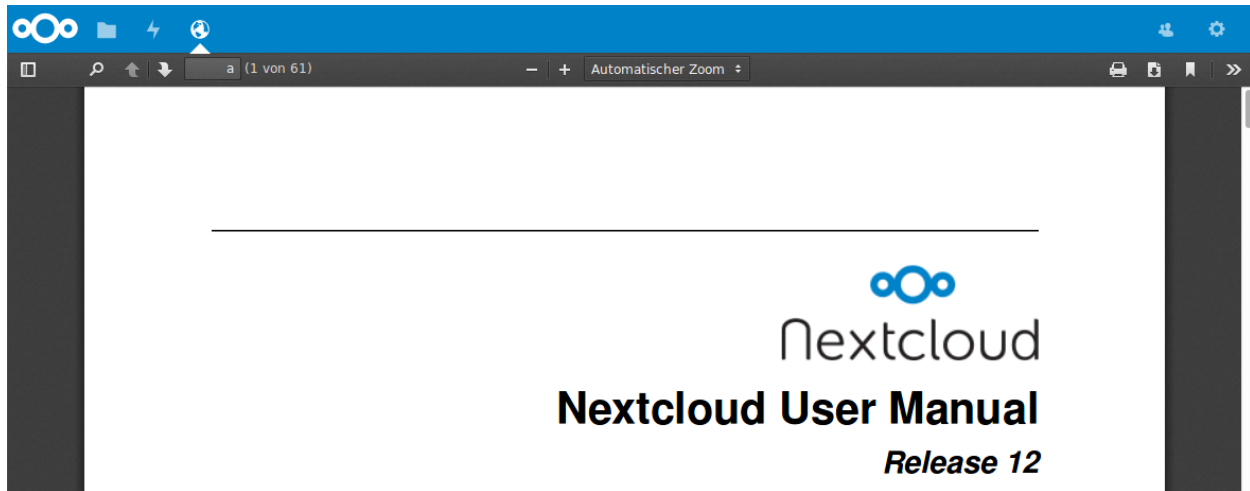 a (1 von 61)
Automatischer Zoom
Nextcloud
Nextcloud User Manual
Release 12